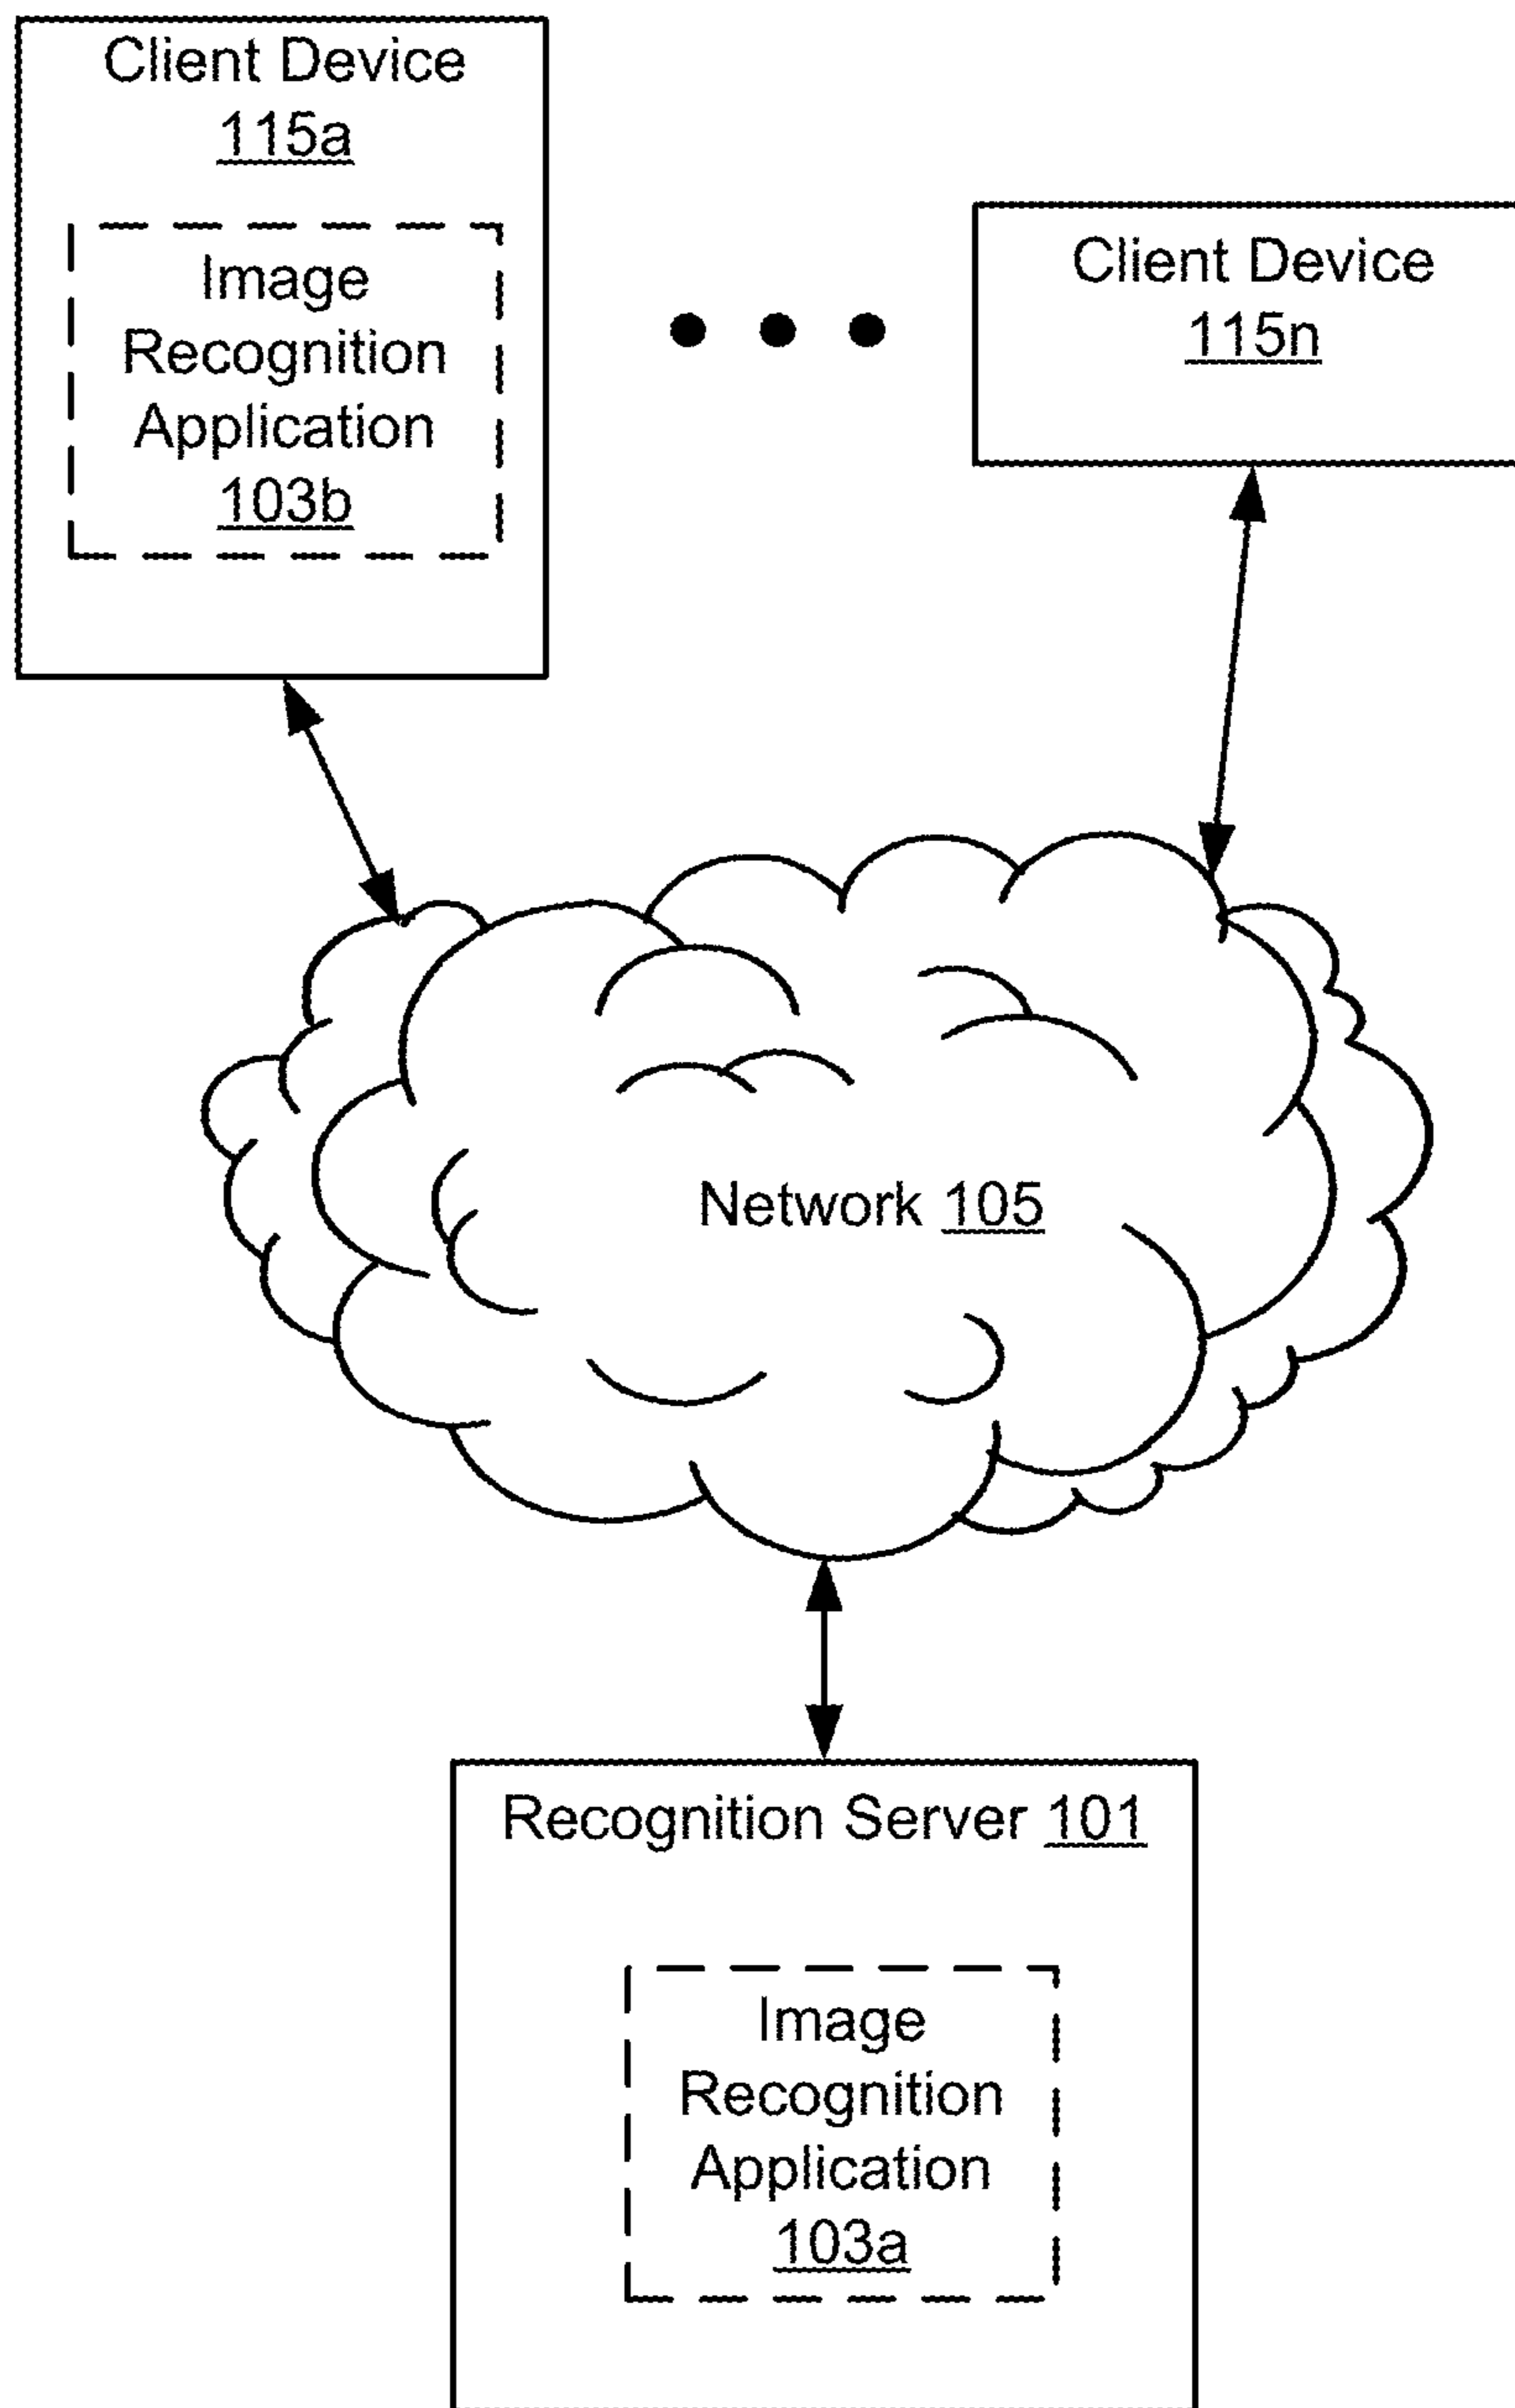 Client Device
115a
Image
Recognition
Application
103b
Client Device
115n
Network 105
Recognition Server 101
Image
Recognition
Application
103a